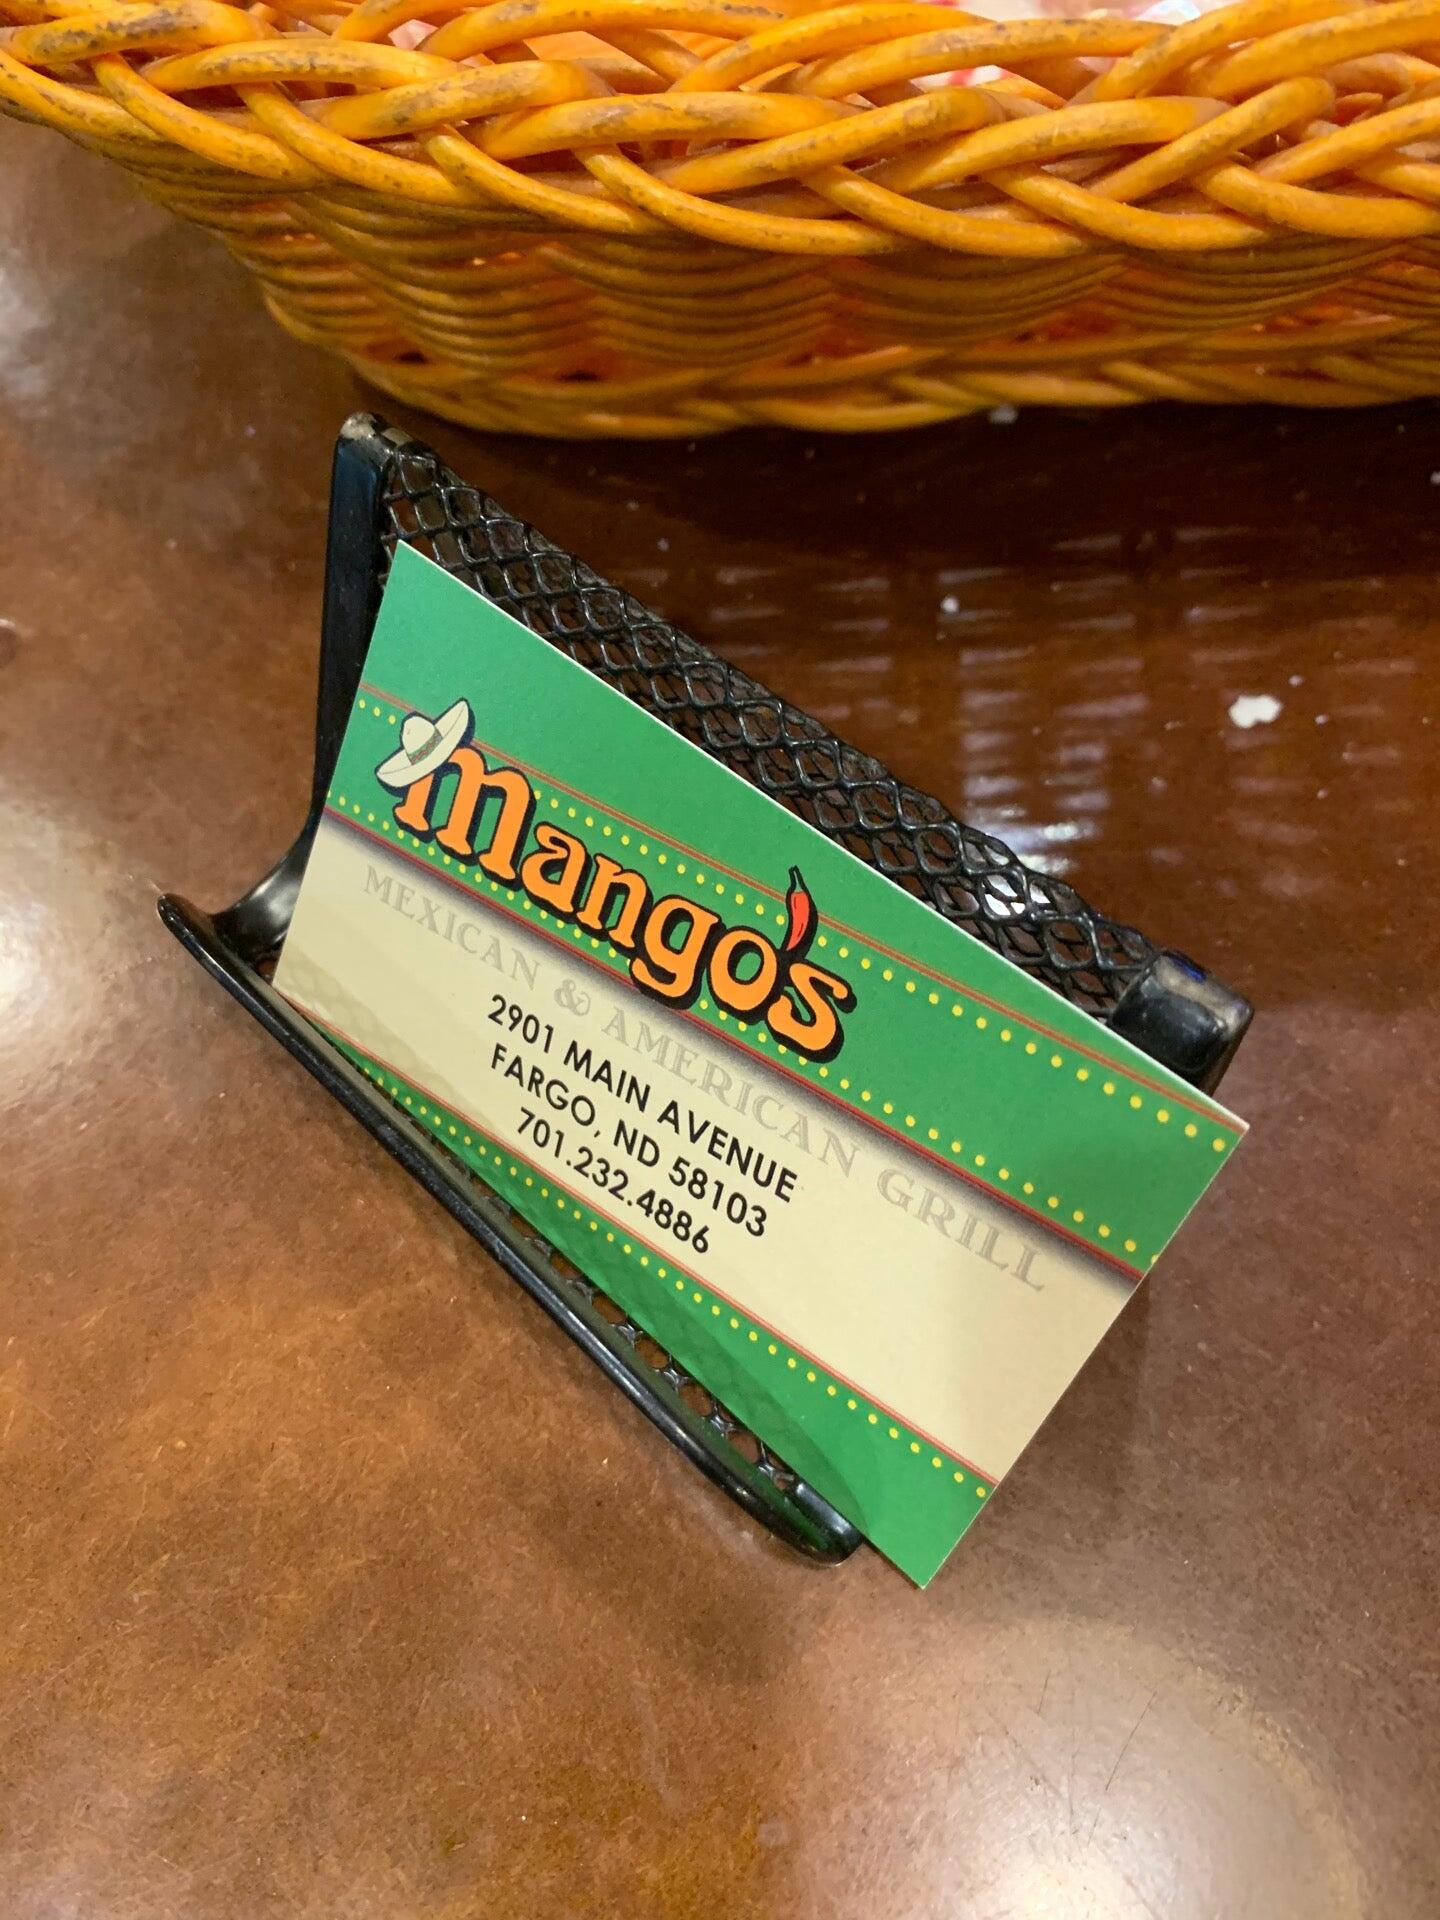 Mango's
MEXICAN & AMERICAN GRILL
2901 MAIN AVENUE
FARGO, ND 58103
701.232.4886